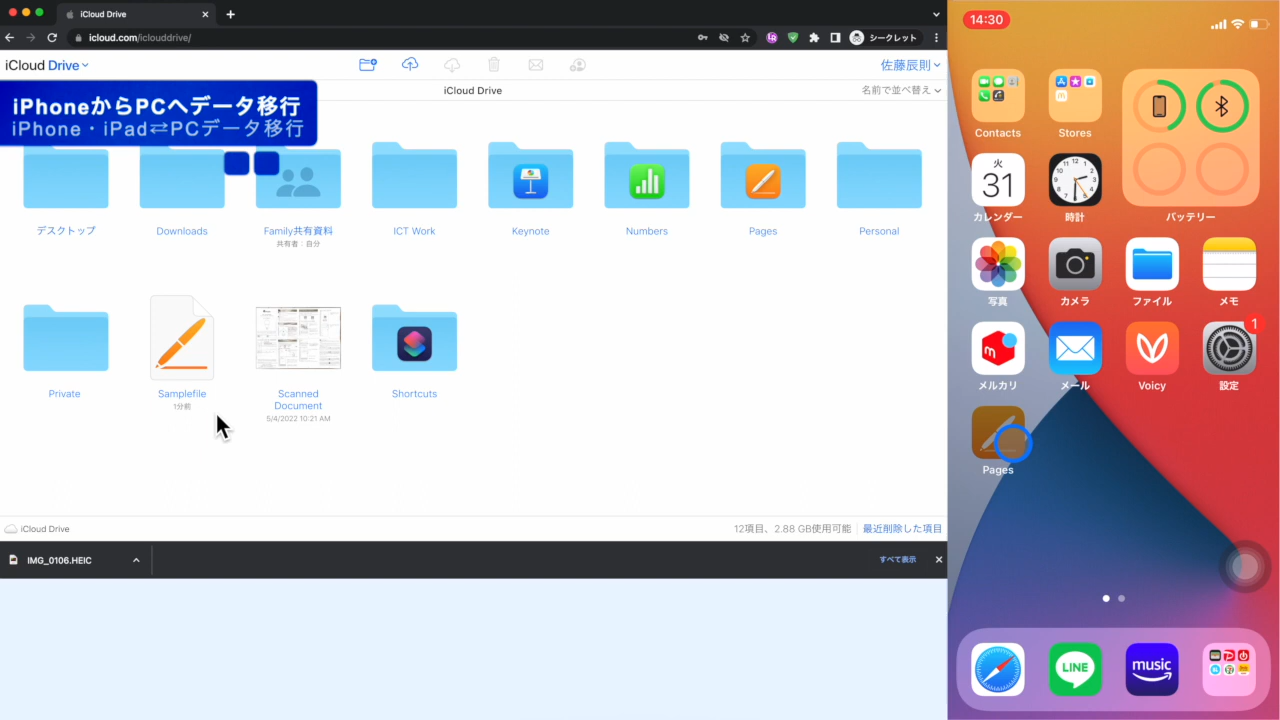 iCloud Drive
icloud.com/iclouddrive/
シークレット
iCloud Drive
佐藤辰則
iCloud Drive
名前で並べ替え
iPhoneからPCへデータ移行
iPhone・iPad⇄PCデータ移行
デスクトップ
Downloads
Family共有資料
共有者：自分
ICT Work
Keynote
Numbers
Pages
Personal
Private
Samplefile
1分前
Scanned
Document
5/4/2022 10:21 AM
Shortcuts
iCloud Drive
12項目、2.88 GB使用可能
最近削除した項目
IMG_0106.HEIC
すべて表示
14:30
Contacts
Stores
バッテリー
火
31
カレンダー
時計
写真
カメラ
ファイル
メモ
メルカリ
メール
Voicy
1
設定
Pages
LINE
music